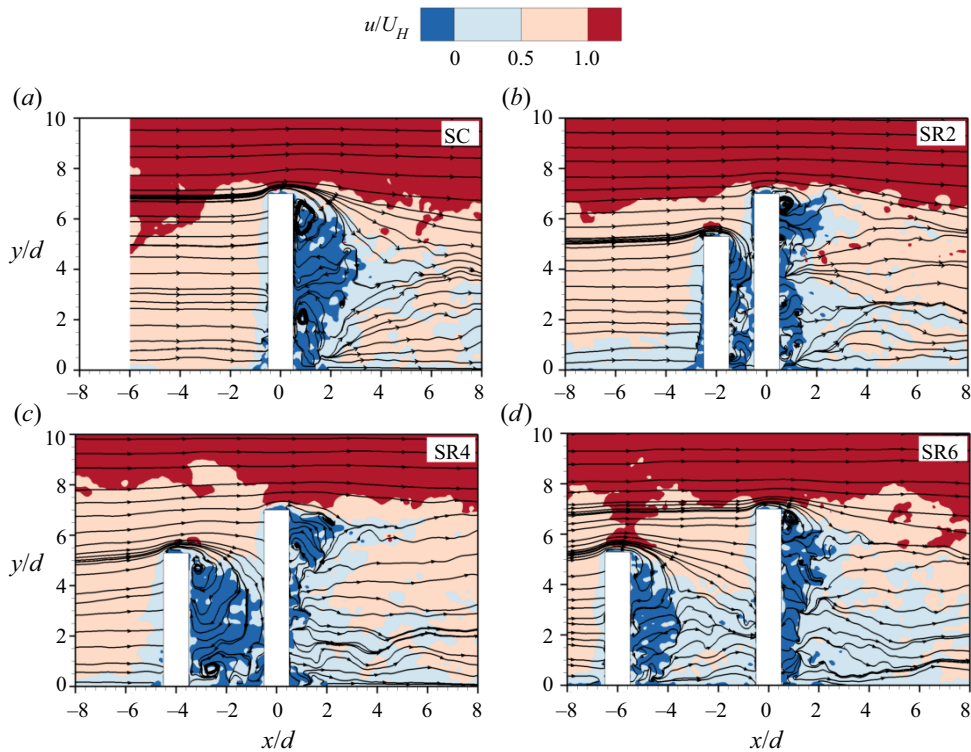 u/U_H
0 0.5 1.0
(a) (b)
10 SC 10 SR2
8 8
6 6
y/d 4 4
2 2
0 0
−8 −6 −4 −2 0 2 4 6 8 −8 −6 −4 −2 0 2 4 6 8
(c) (d)
10 SR4 10 SR6
8 8
6 6
y/d 4 4
2 2
0 0
−8 −6 −4 −2 0 2 4 6 8 −8 −6 −4 −2 0 2 4 6 8
x/d x/d